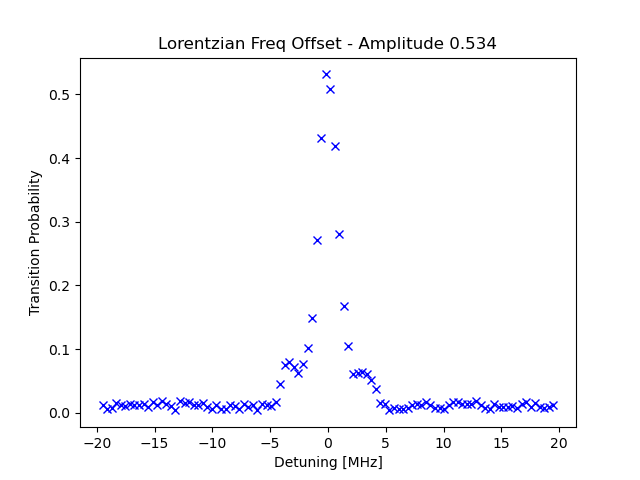 Lorentzian Freq Offset - Amplitude 0.534
Transition Probability
0.5
0.4
0.3
0.2
0.1
0.0
−20 −15 −10 −5 0 5 10 15 20
Detuning [MHz]